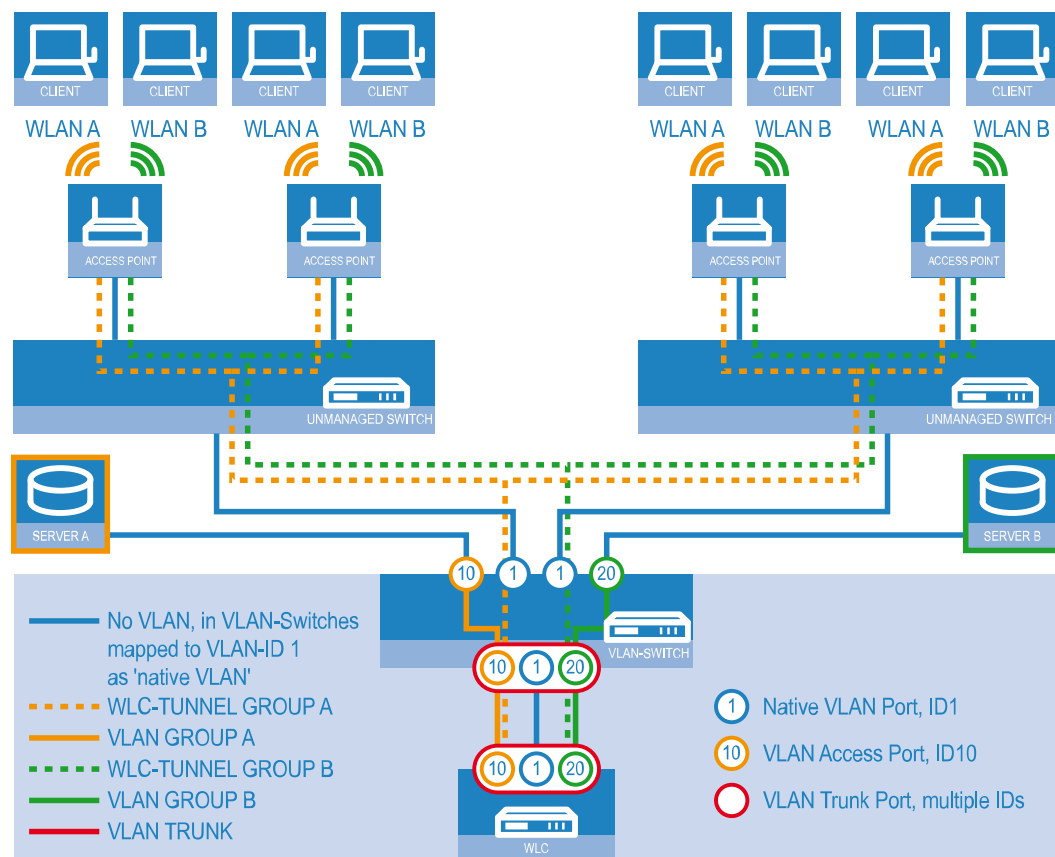 CLIENT CLIENT CLIENT CLIENT CLIENT CLIENT CLIENT CLIENT
WLAN A WLAN B WLAN A WLAN B WLAN A WLAN B WLAN A WLAN B
ACCESS POINT ACCESS POINT ACCESS POINT ACCESS POINT
UNMANAGED SWITCH UNMANAGED SWITCH
SERVER A SERVER B
10 1 1 20
VLAN-SWITCH
10 1 20
10 1 20
WLC
No VLAN, in VLAN-Switches
mapped to VLAN-ID 1
as 'native VLAN'
WLC-TUNNEL GROUP A
VLAN GROUP A
WLC-TUNNEL GROUP B
VLAN GROUP B
VLAN TRUNK
1 Native VLAN Port, ID1
10 VLAN Access Port, ID10
VLAN Trunk Port, multiple IDs